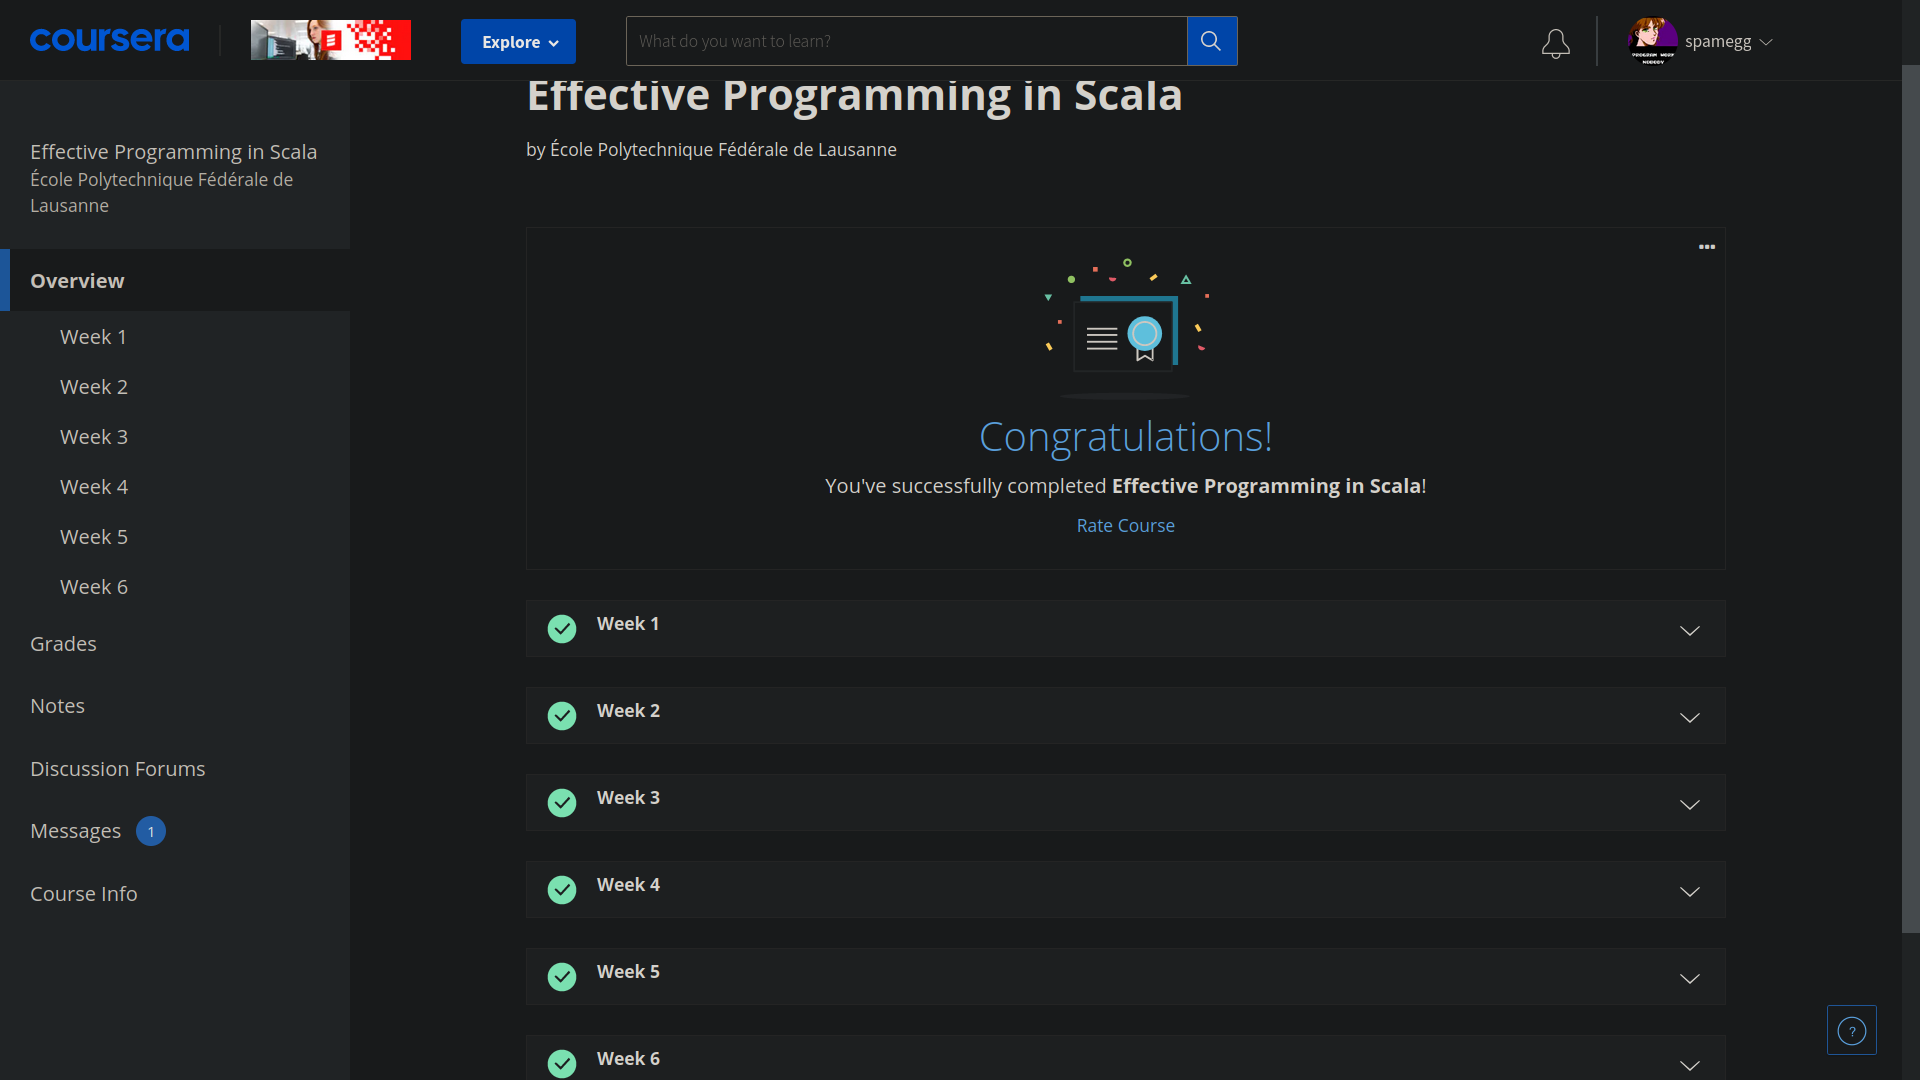 coursera
Explore
What do you want to learn?
spamegg
Effective Programming in Scala
by École Polytechnique Fédérale de Lausanne
Effective Programming in Scala
École Polytechnique Fédérale de
Lausanne
Overview
Week 1
Week 2
Week 3
Week 4
Week 5
Week 6
Grades
Notes
Discussion Forums
Messages 1
Course Info
Congratulations!
You've successfully completed Effective Programming in Scala!
Rate Course
Week 1
Week 2
Week 3
Week 4
Week 5
Week 6
?